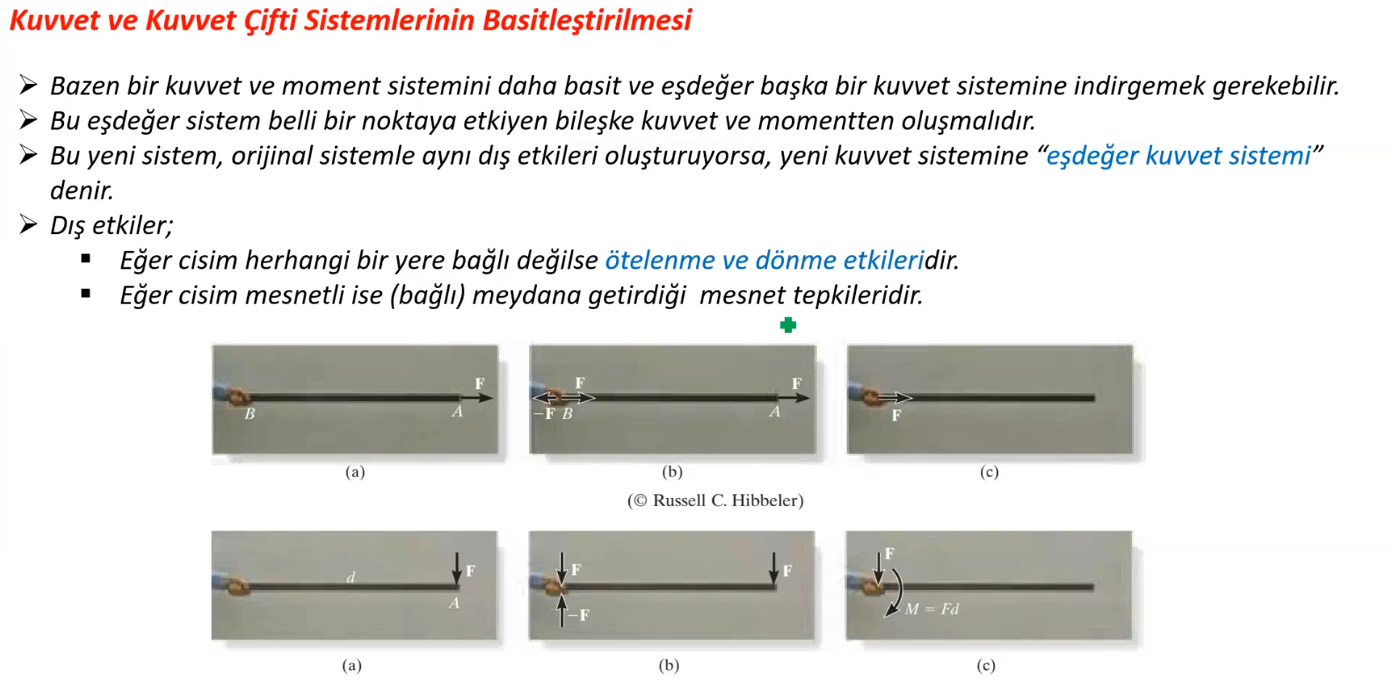 Kuvvet ve Kuvvet Çifti Sistemlerinin Basitleştirilmesi
➢ Bazen bir kuvvet ve moment sistemini daha basit ve eşdeğer başka bir kuvvet sistemine indirgemek gerekebilir.
➢ Bu eşdeğer sistem belli bir noktaya etkiyen bileşke kuvvet ve momentten oluşmalıdır.
➢ Bu yeni sistem, orijinal sistemle aynı dış etkileri oluşturuyorsa, yeni kuvvet sistemine “eşdeğer kuvvet sistemi”
denir.
➢ Dış etkiler;
▪ Eğer cisim herhangi bir yere bağlı değilse ötelenme ve dönme etkileridir.
▪ Eğer cisim mesnetli ise (bağlı) meydana getirdiği mesnet tepkileridir.
F
B A
F F
−F B A
F
(a) (b) (c)
(© Russell C. Hibbeler)
d F
A
F F
−F
F
M = Fd
(a) (b) (c)